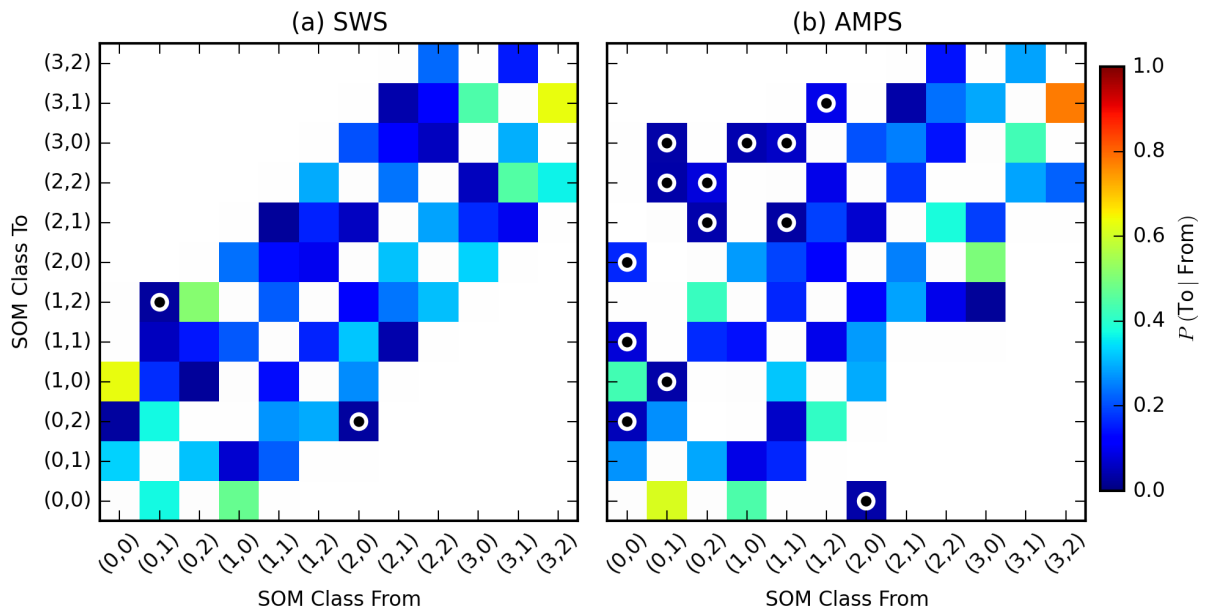 (a) SWS
(b) AMPS
SOM Class To
(3,2)
(3,1)
(3,0)
(2,2)
(2,1)
(2,0)
(1,2)
(1,1)
(1,0)
(0,2)
(0,1)
(0,0)
(0,0) (0,1) (0,2) (1,0) (1,1) (1,2) (2,0) (2,1) (2,2) (3,0) (3,1) (3,2)
SOM Class From
(0,0) (0,1) (0,2) (1,0) (1,1) (1,2) (2,0) (2,1) (2,2) (3,0) (3,1) (3,2)
SOM Class From
1.0
0.8
0.6
0.4
0.2
0.0
P (To| From)